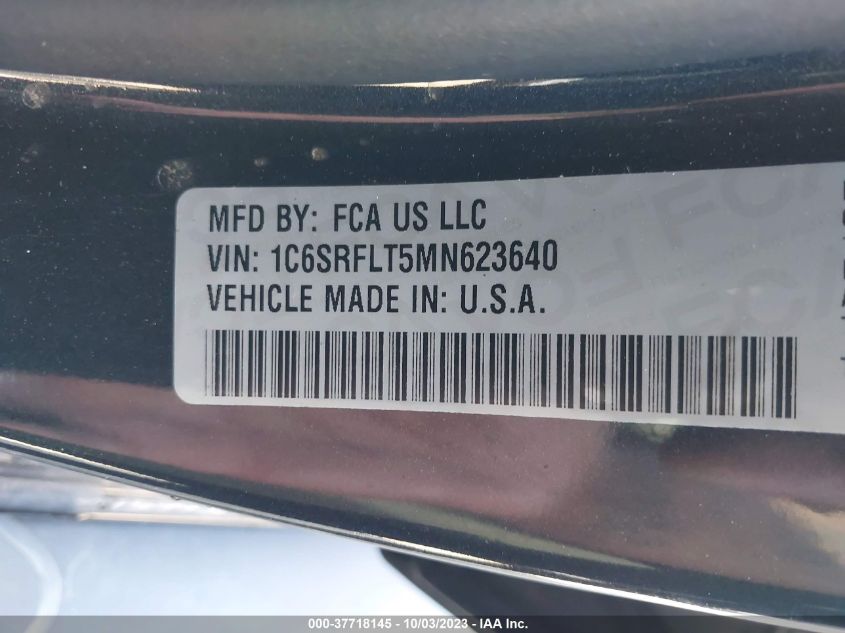 MFD BY: FCA US LLC
VIN: 1C6SRFLT5MN623640
VEHICLE MADE IN: U.S.A.
000-37718145 - 10/03/2023 - IAA Inc.